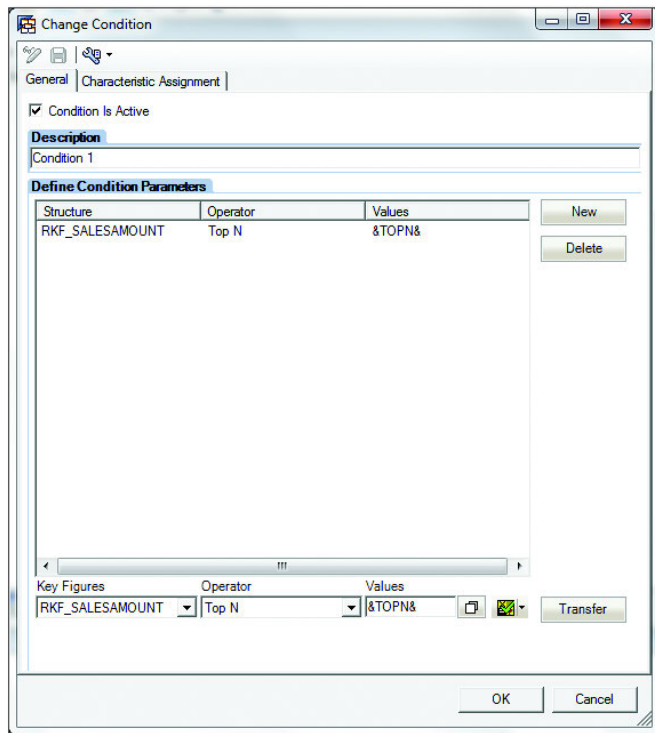 Change Condition
General Characteristic Assignment
Condition Is Active
Description
Condition 1
Define Condition Parameters
Structure Operator Values New
RKF_SALESAMOUNT Top N &TOPN&
Delete
Key Figures Operator Values
RKF_SALESAMOUNT Top N &TOPN& Transfer
OK Cancel